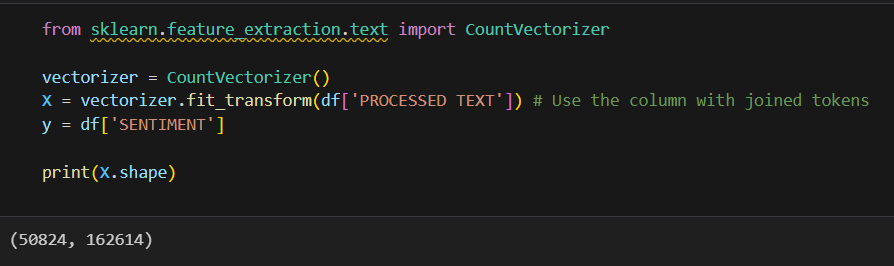 from sklearn.feature_extraction.text import CountVectorizer
vectorizer = CountVectorizer()
X = vectorizer.fit_transform(df['PROCESSED TEXT']) # Use the column with joined tokens
y = df['SENTIMENT']
print(X.shape)
(50824, 162614)